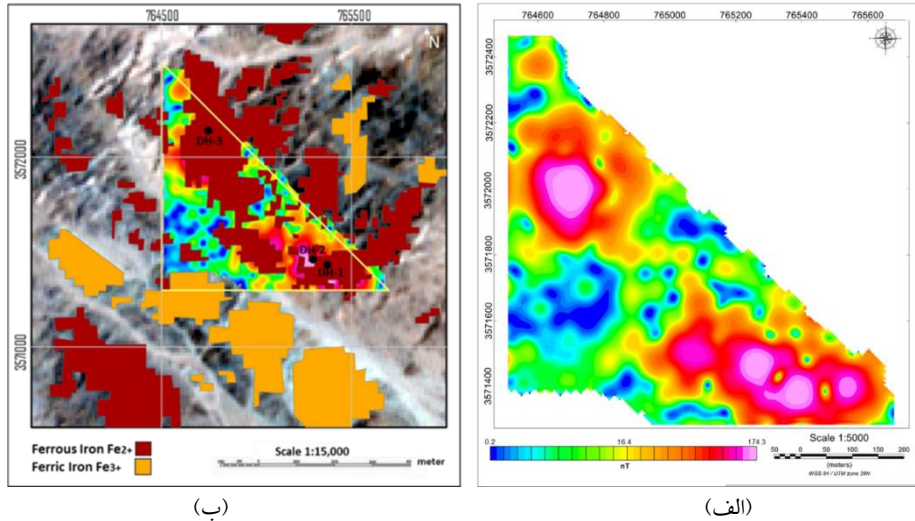 764500 765500
N
3572000
3571000
DH-3
DH-2
DH-1
Ferrous Iron Fe2+
Ferric Iron Fe3+
Scale 1:15,000
meter
(ب)
764600 764800 765000 765200 765400 765600
3572400
3572200
3572000
3571800
3571600
3571400
0.2 16.4 174.3
nT
Scale 1:5000
50 0 50 100 150 200
(meters)
WGS 84 / UTM zone 39N
(الف)